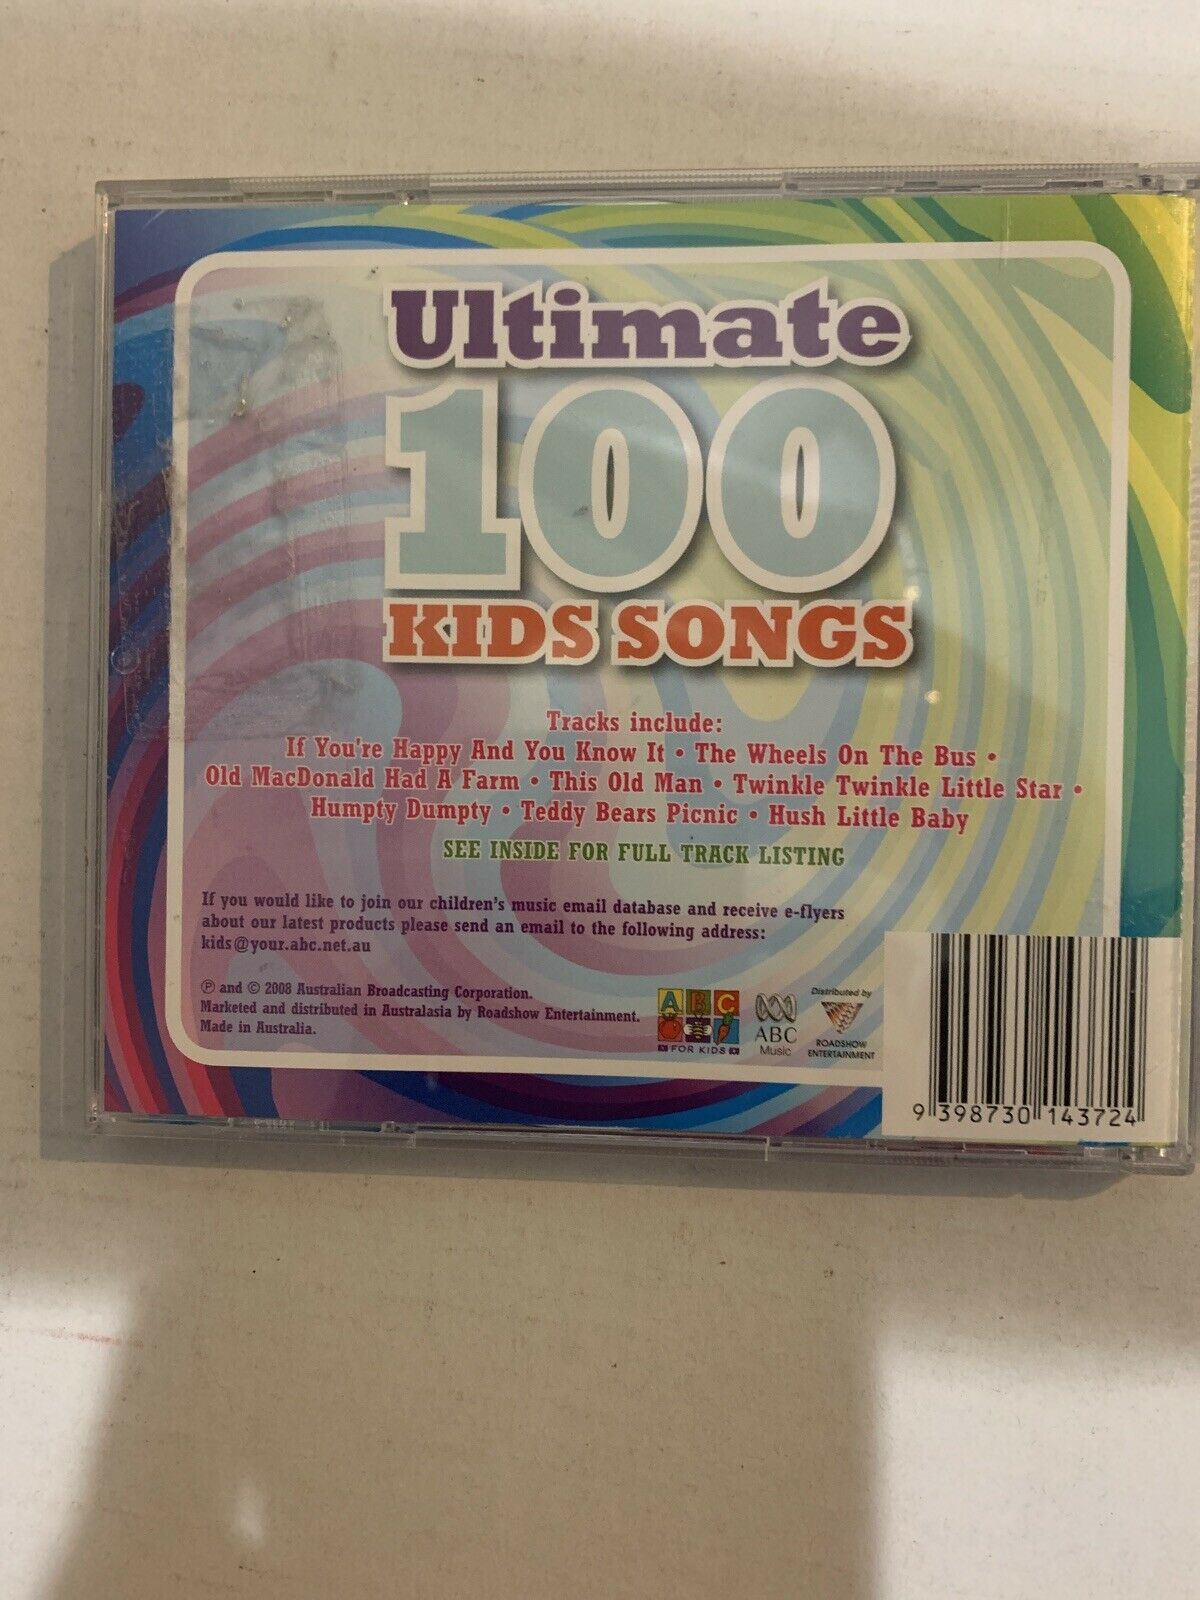 Ultimate
100
KIDS SONGS
Tracks include:
If You're Happy And You Know It • The Wheels On The Bus •
Old MacDonald Had A Farm • This Old Man • Twinkle Twinkle Little Star •
Humpty Dumpty • Teddy Bears Picnic • Hush Little Baby
SEE INSIDE FOR FULL TRACK LISTING
If you would like to join our children's music email database and receive e-flyers
about our latest products please send an email to the following address:
kids@your.abc.net.au
℗ and © 2008 Australian Broadcasting Corporation.
Marketed and distributed in Australasia by Roadshow Entertainment.
Made in Australia.
ABC
FOR KIDS
ABC
Music
Distributed by
ROADSHOW
ENTERTAINMENT
9 398730 143724